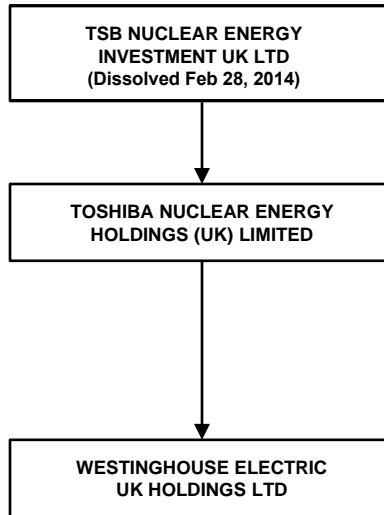 TSB NUCLEAR ENERGY
INVESTMENT UK LTD
(Dissolved Feb 28, 2014)
TOSHIBA NUCLEAR ENERGY
HOLDINGS (UK) LIMITED
WESTINGHOUSE ELECTRIC
UK HOLDINGS LTD